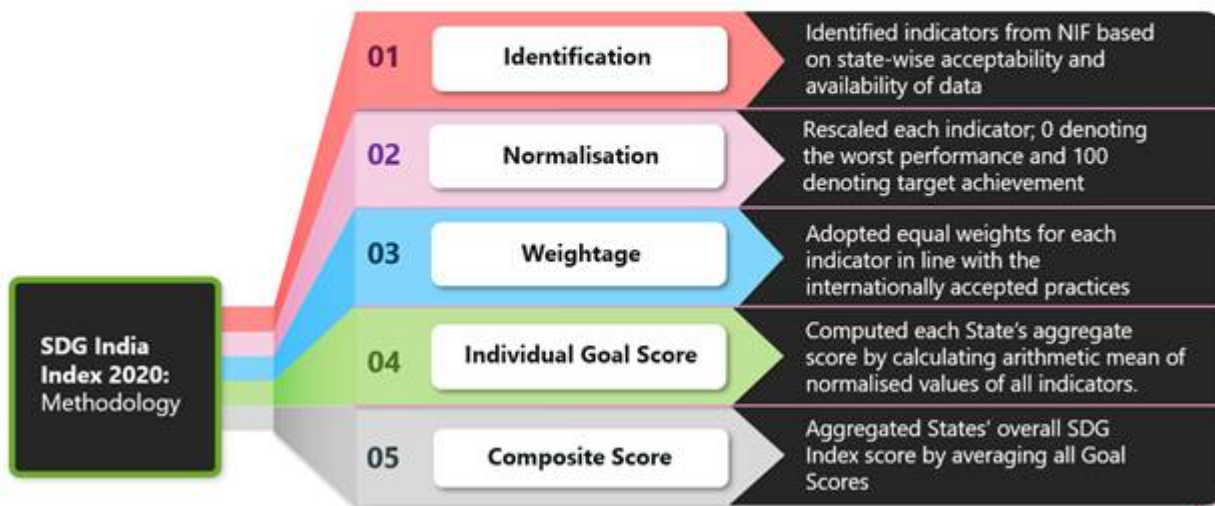 SDG India
Index 2020:
Methodology
01
Identification
Identified indicators from NIF based
on state-wise acceptability and
availability of data
02
Normalisation
Rescaled each indicator; 0 denoting
the worst performance and 100
denoting target achievement
03
Weightage
Adopted equal weights for each
indicator in line with the
internationally accepted practices
04
Individual Goal Score
Computed each State's aggregate
score by calculating arithmetic mean of
normalised values of all indicators.
05
Composite Score
Aggregated States' overall SDG
Index score by averaging all Goal
Scores